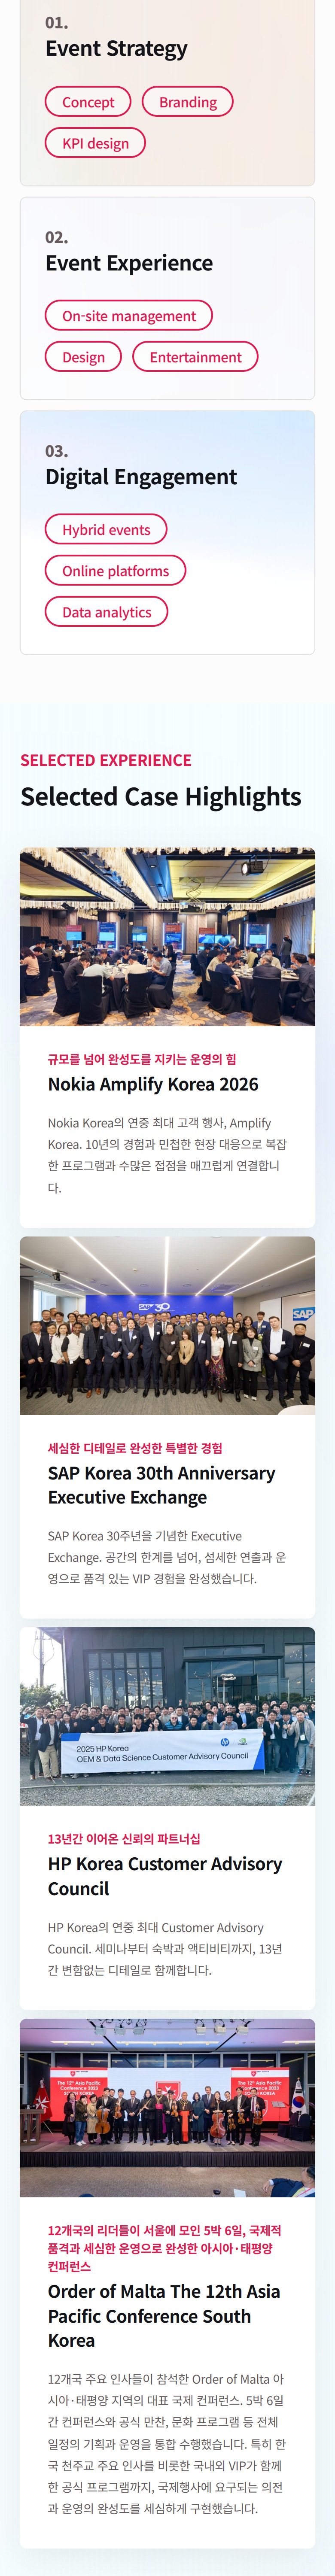 01.
Event Strategy
Concept
Branding
KPI design
02.
Event Experience
On-site management
Design
Entertainment
03.
Digital Engagement
Hybrid events
Online platforms
Data analytics
SELECTED EXPERIENCE
Selected Case Highlights
규모를 넘어 완성도를 지키는 운영의 힘
Nokia Amplify Korea 2026
Nokia Korea의 연중 최대 고객 행사, Amplify
Korea. 10년의 경험과 민첩한 현장 대응으로 복잡
한 프로그램과 수많은 접점을 매끄럽게 연결합니
다.
SAP 30
SAP
세심한 디테일로 완성한 특별한 경험
SAP Korea 30th Anniversary
Executive Exchange
SAP Korea 30주년을 기념한 Executive
Exchange. 공간의 한계를 넘어, 섬세한 연출과 운
영으로 품격 있는 VIP 경험을 완성했습니다.
2025 HP Korea
OEM & Data Science Customer Advisory Council
13년간 이어온 신뢰의 파트너십
HP Korea Customer Advisory
Council
HP Korea의 연중 최대 Customer Advisory
Council. 세미나부터 숙박과 액티비티까지, 13년
간 변함없는 디테일로 함께합니다.
The 12th Asia Pacific
Conference 2023
SOUTH KOREA
12개국의 리더들이 서울에 모인 5박 6일, 국제적
품격과 세심한 운영으로 완성한 아시아·태평양
컨퍼런스
Order of Malta The 12th Asia
Pacific Conference South
Korea
12개국 주요 인사들이 참석한 Order of Malta 아
시아·태평양 지역의 대표 국제 컨퍼런스. 5박 6일
간 컨퍼런스와 공식 만찬, 문화 프로그램 등 전체
일정의 기획과 운영을 통합 수행했습니다. 특히 한
국 천주교 주요 인사를 비롯한 국내외 VIP가 함께
한 공식 프로그램까지, 국제행사에 요구되는 의전
과 운영의 완성도를 세심하게 구현했습니다.